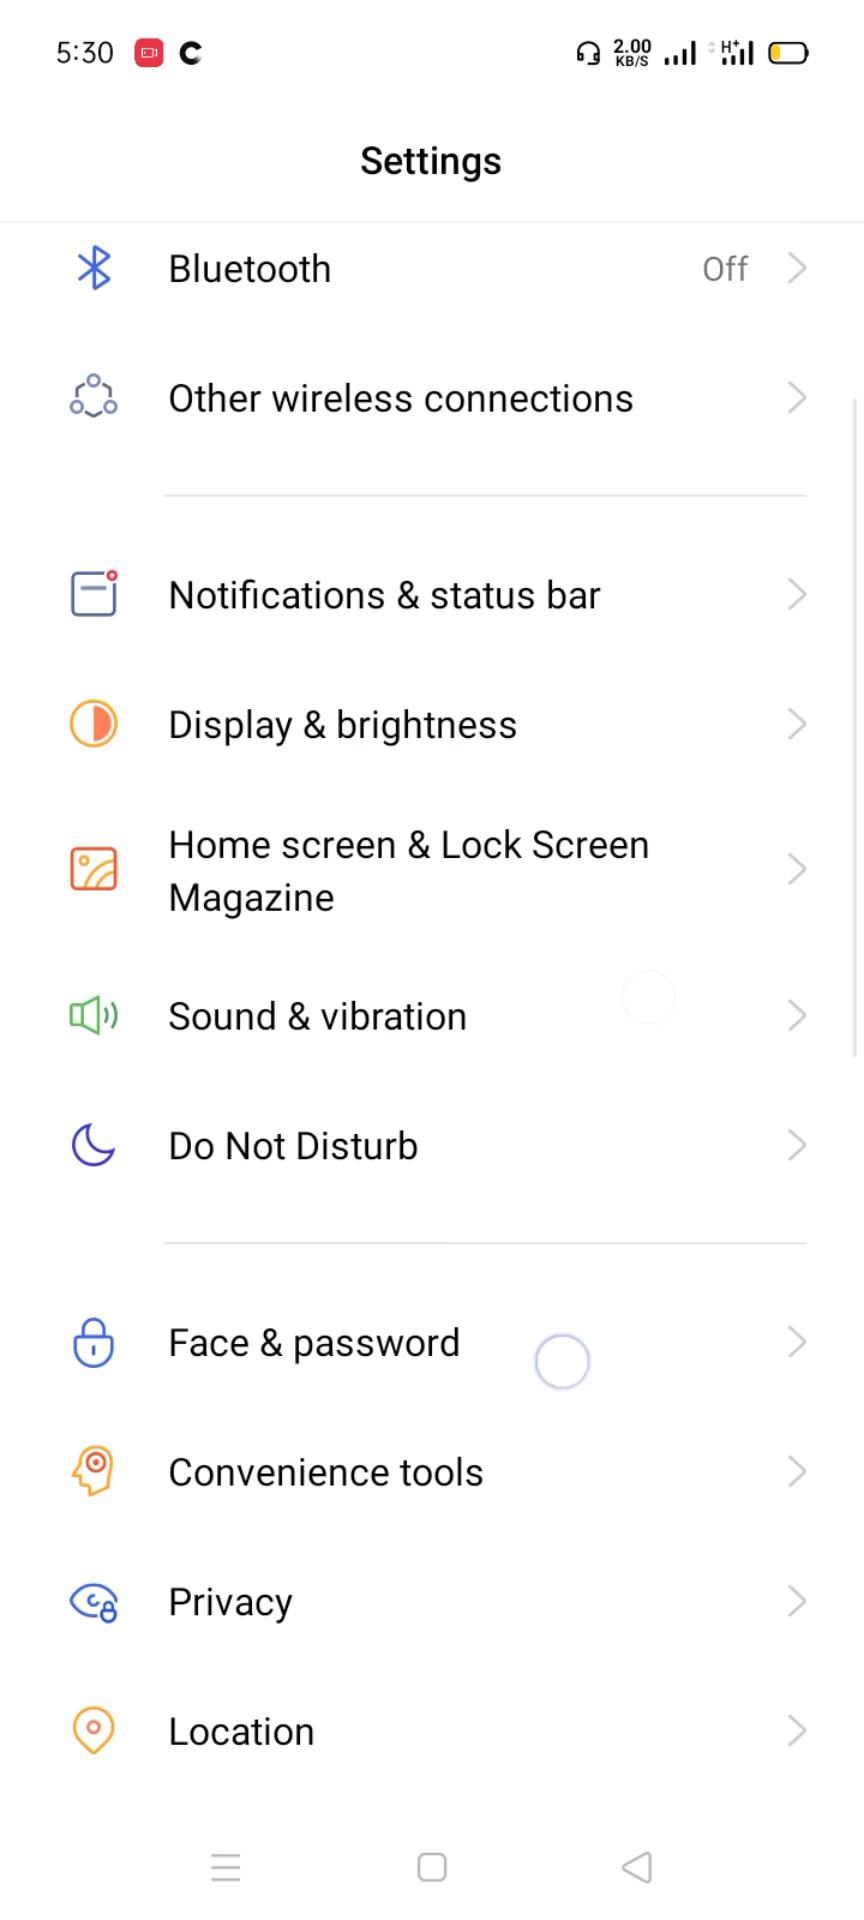 5:30 2.00 KB/S H+
Settings
Bluetooth Off
Other wireless connections
Notifications & status bar
Display & brightness
Home screen & Lock Screen
Magazine
Sound & vibration
Do Not Disturb
Face & password
Convenience tools
Privacy
Location